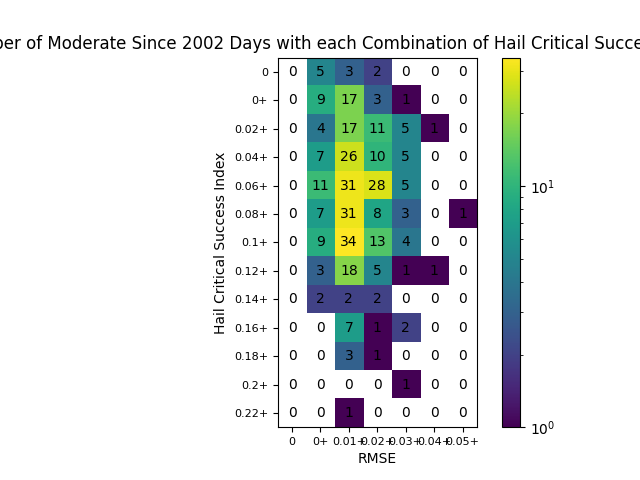 ber of Moderate Since 2002 Days with each Combination of Hail Critical Succe
Hail Critical Success Index
0 0 5 3 2 0 0 0
0+ 0 9 17 3 1 0 0
0.02+ 0 4 17 11 5 1 0
0.04+ 0 7 26 10 5 0 0
0.06+ 0 11 31 28 5 0 0
0.08+ 0 7 31 8 3 0 1
0.1+ 0 9 34 13 4 0 0
0.12+ 0 3 18 5 1 1 0
0.14+ 0 2 2 2 0 0 0
0.16+ 0 0 7 1 2 0 0
0.18+ 0 0 3 1 0 0 0
0.2+ 0 0 0 0 1 0 0
0.22+ 0 0 1 0 0 0 0
0 0+ 0.01+ 0.02+ 0.03+ 0.04+ 0.05+
RMSE
10¹
10⁰